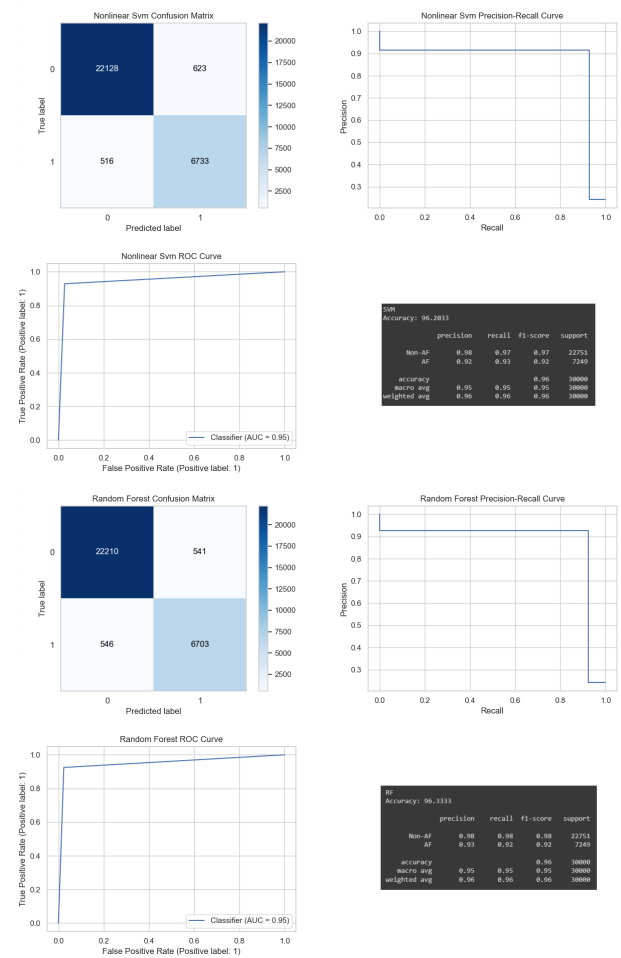 Nonlinear Svm Confusion Matrix
True label
0
1
22128
623
516
6733
0
1
Predicted label
20000
17500
15000
12500
10000
7500
5000
2500
Nonlinear Svm Precision-Recall Curve
Precision
1.0
0.9
0.8
0.7
0.6
0.5
0.4
0.3
0.0 0.2 0.4 0.6 0.8 1.0
Recall
Nonlinear Svm ROC Curve
True Positive Rate (Positive label: 1)
1.0
0.8
0.6
0.4
0.2
0.0
Classifier (AUC = 0.95)
0.0 0.2 0.4 0.6 0.8 1.0
False Positive Rate (Positive label: 1)
SVM
Accuracy: 96.2033
precision recall f1-score support
Non-AF 0.98 0.97 0.97 22751
AF 0.92 0.93 0.92 7249
accuracy 0.96 30000
macro avg 0.95 0.95 0.95 30000
weighted avg 0.96 0.96 0.96 30000
Random Forest Confusion Matrix
True label
0
1
22210
541
546
6703
0
1
Predicted label
20000
17500
15000
12500
10000
7500
5000
2500
Random Forest Precision-Recall Curve
Precision
1.0
0.9
0.8
0.7
0.6
0.5
0.4
0.3
0.0 0.2 0.4 0.6 0.8 1.0
Recall
Random Forest ROC Curve
True Positive Rate (Positive label: 1)
1.0
0.8
0.6
0.4
0.2
0.0
Classifier (AUC = 0.95)
0.0 0.2 0.4 0.6 0.8 1.0
False Positive Rate (Positive label: 1)
RF
Accuracy: 96.3333
precision recall f1-score support
Non-AF 0.98 0.98 0.98 22751
AF 0.93 0.92 0.92 7249
accuracy 0.96 30000
macro avg 0.95 0.95 0.95 30000
weighted avg 0.96 0.96 0.96 30000